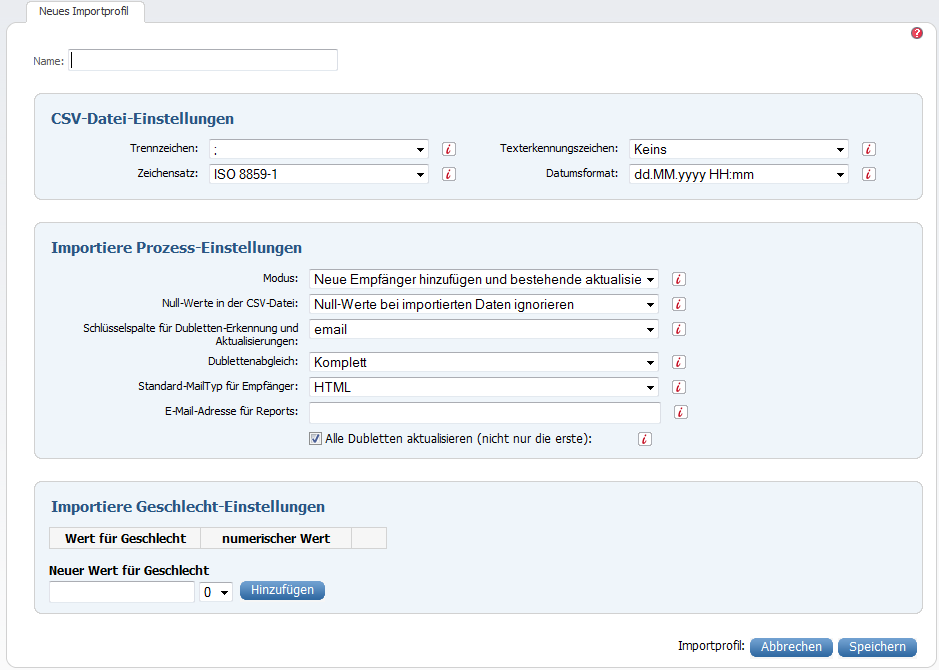 Neues Importprofil
?
Name:
CSV-Datei-Einstellungen
Trennzeichen: ; i Texterkennungszeichen: Keins i
Zeichensatz: ISO 8859-1 i Datumsformat: dd.MM.yyyy HH:mm i
Importiere Prozess-Einstellungen
Modus: Neue Empfänger hinzufügen und bestehende aktualisie i
Null-Werte in der CSV-Datei: Null-Werte bei importierten Daten ignorieren i
Schlüsselspalte für Dubletten-Erkennung und
Aktualisierungen: email i
Dublettenabgleich: Komplett i
Standard-MailTyp für Empfänger: HTML i
E-Mail-Adresse für Reports: i
Alle Dubletten aktualisieren (nicht nur die erste): i
Importiere Geschlecht-Einstellungen
Wert für Geschlecht numerischer Wert
Neuer Wert für Geschlecht
0 Hinzufügen
Importprofil: Abbrechen Speichern